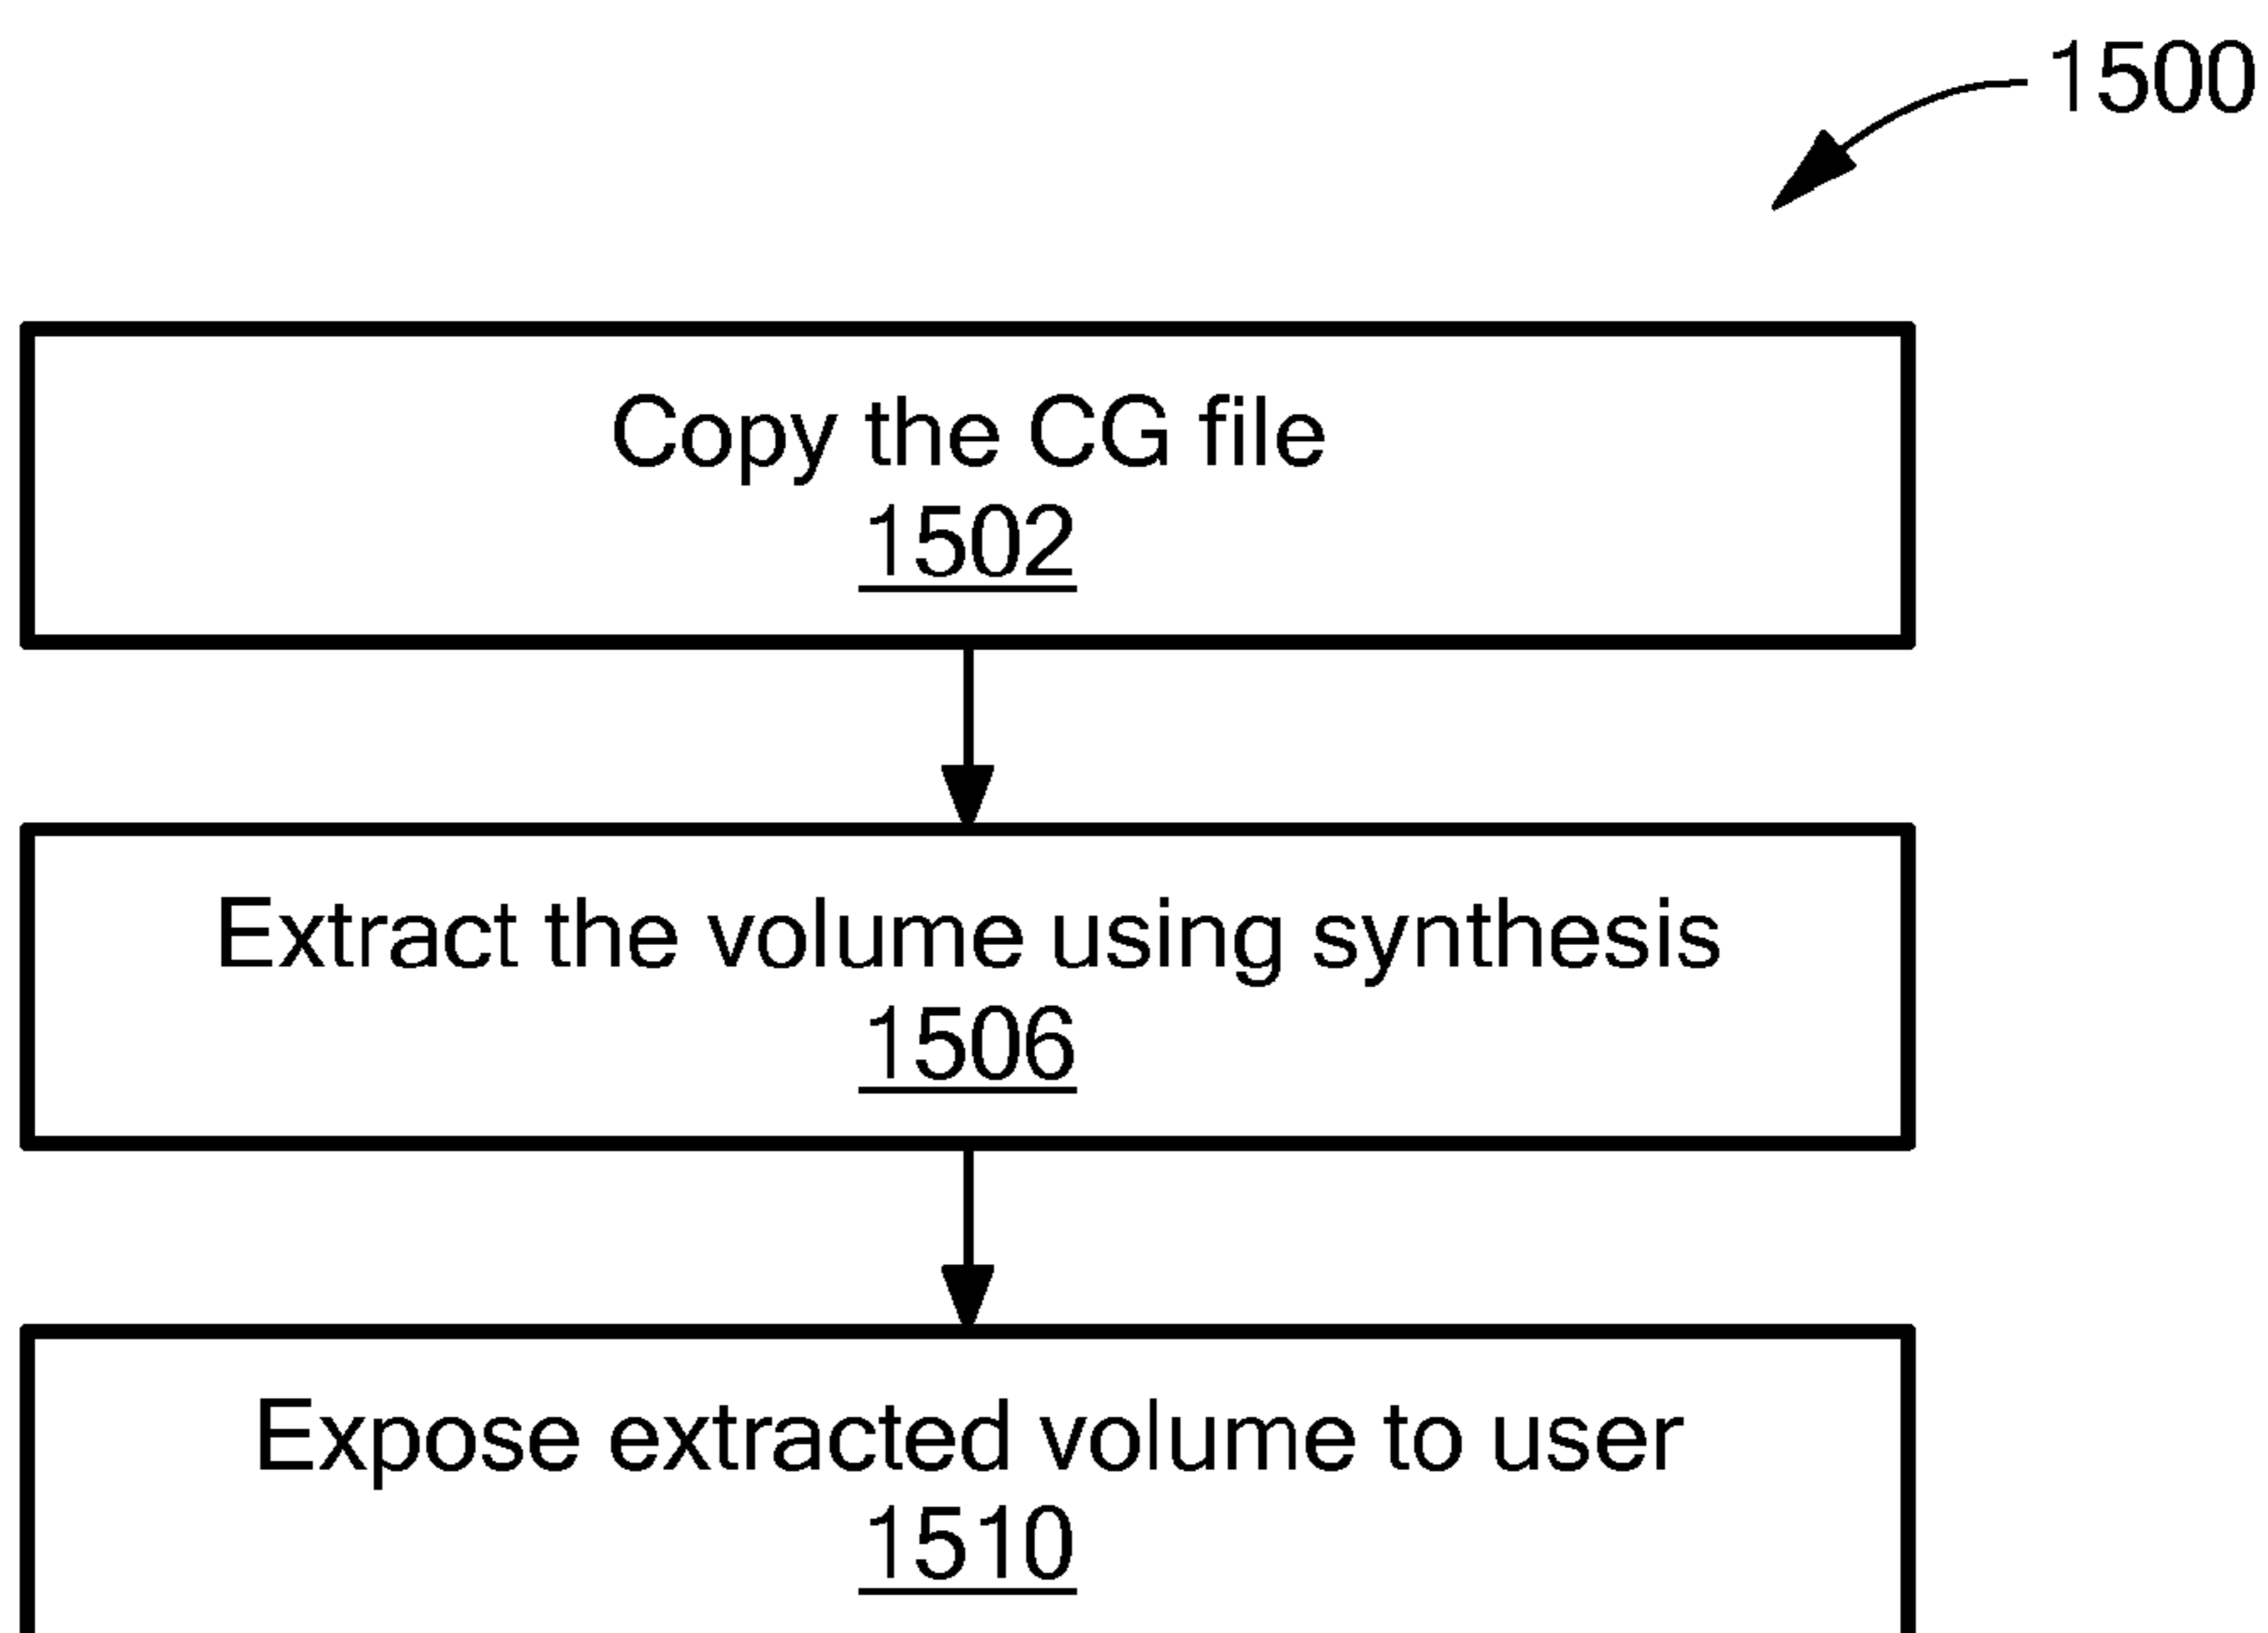 1500
Copy the CG file
1502
Extract the volume using synthesis
1506
Expose extracted volume to user
1510